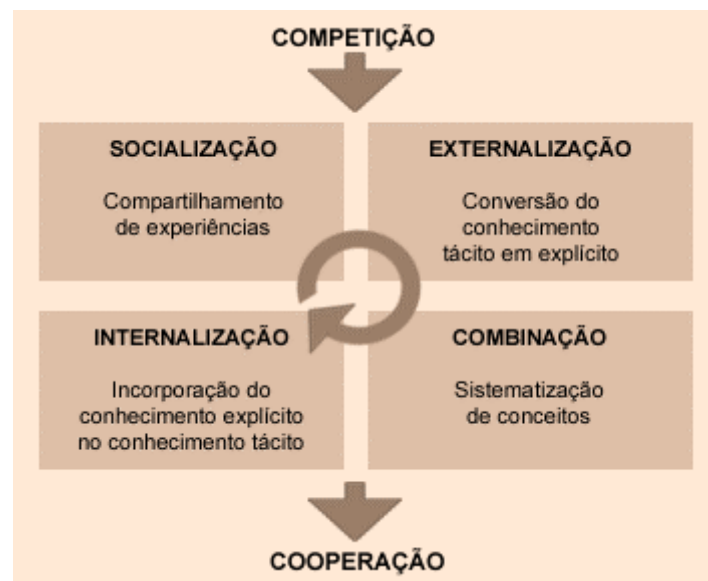 COMPETIÇÃO
SOCIALIZAÇÃO
Compartilhamento
de experiências
EXTERNALIZAÇÃO
Conversão do
conhecimento
tácito em explícito
INTERNALIZAÇÃO
Incorporação do
conhecimento explícito
no conhecimento tácito
COMBINAÇÃO
Sistematização
de conceitos
COOPERAÇÃO